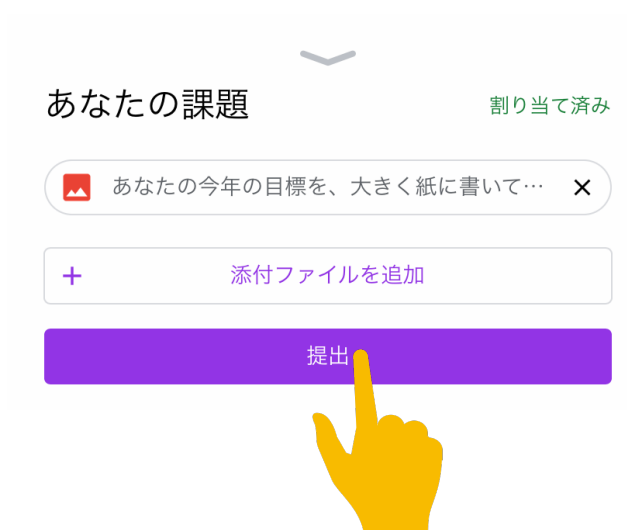 あなたの課題
割り当て済み
あなたの今年の目標を、大きく紙に書いて…
添付ファイルを追加
提出